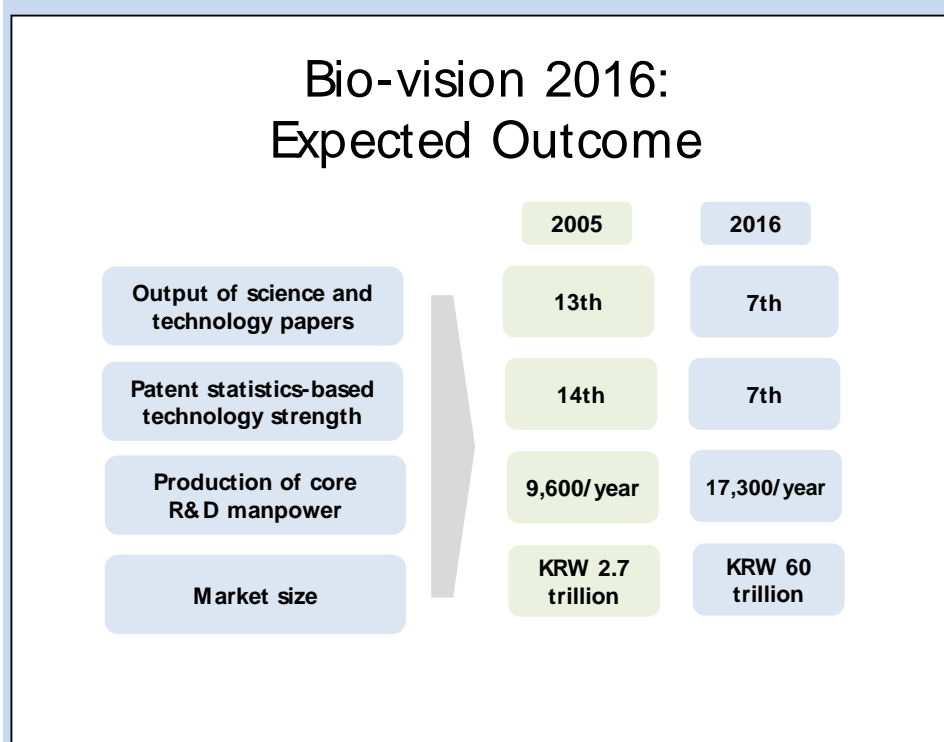 Bio-vision 2016:
Expected Outcome
2005
2016
Output of science and
technology papers
13th
7th
Patent statistics-based
technology strength
14th
7th
Production of core
R&D manpower
9,600/year
17,300/year
Market size
KRW 2.7
trillion
KRW 60
trillion